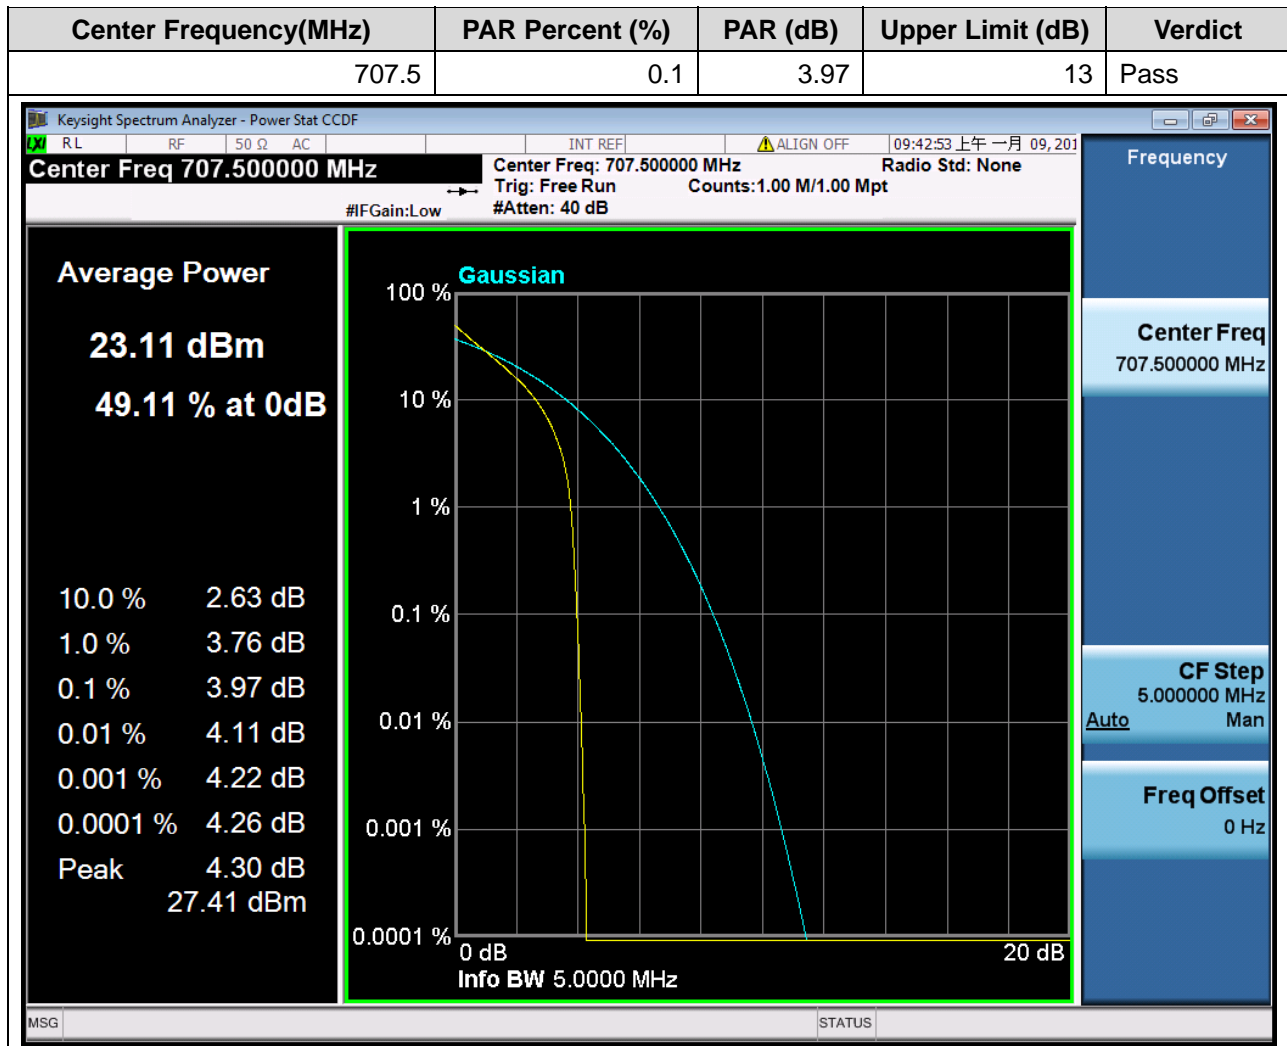 Center Frequency(MHz) PAR Percent (%) PAR (dB) Upper Limit (dB) Verdict
707.5 0.1 3.97 13 Pass
Keysight Spectrum Analyzer - Power Stat CCDF
LXI RL RF 50 Ω AC INT REF ALIGN OFF 09:42:53 上午 一月 09, 201
Center Freq 707.500000 MHz
Center Freq: 707.500000 MHz Radio Std: None
Trig: Free Run Counts:1.00 M/1.00 Mpt
#IFGain:Low #Atten: 40 dB
Frequency
Average Power
23.11 dBm
49.11 % at 0dB
10.0 % 2.63 dB
1.0 % 3.76 dB
0.1 % 3.97 dB
0.01 % 4.11 dB
0.001 % 4.22 dB
0.0001 % 4.26 dB
Peak 4.30 dB
27.41 dBm
Gaussian
100 %
10 %
1 %
0.1 %
0.01 %
0.001 %
0.0001 %
0 dB 20 dB
Info BW 5.0000 MHz
Center Freq
707.500000 MHz
CF Step
5.000000 MHz
Auto Man
Freq Offset
0 Hz
MSG STATUS